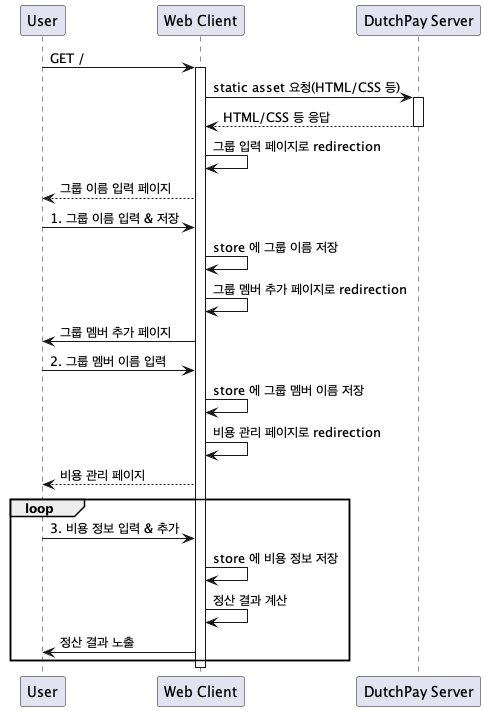 User
Web Client
DutchPay Server
GET /
static asset 요청(HTML/CSS 등)
HTML/CSS 등 응답
그룹 입력 페이지로 redirection
그룹 이름 입력 페이지
1. 그룹 이름 입력 & 저장
store 에 그룹 이름 저장
그룹 멤버 추가 페이지로 redirection
그룹 멤버 추가 페이지
2. 그룹 멤버 이름 입력
store 에 그룹 멤버 이름 저장
비용 관리 페이지로 redirection
비용 관리 페이지
loop
3. 비용 정보 입력 & 추가
store 에 비용 정보 저장
정산 결과 계산
정산 결과 노출
User
Web Client
DutchPay Server